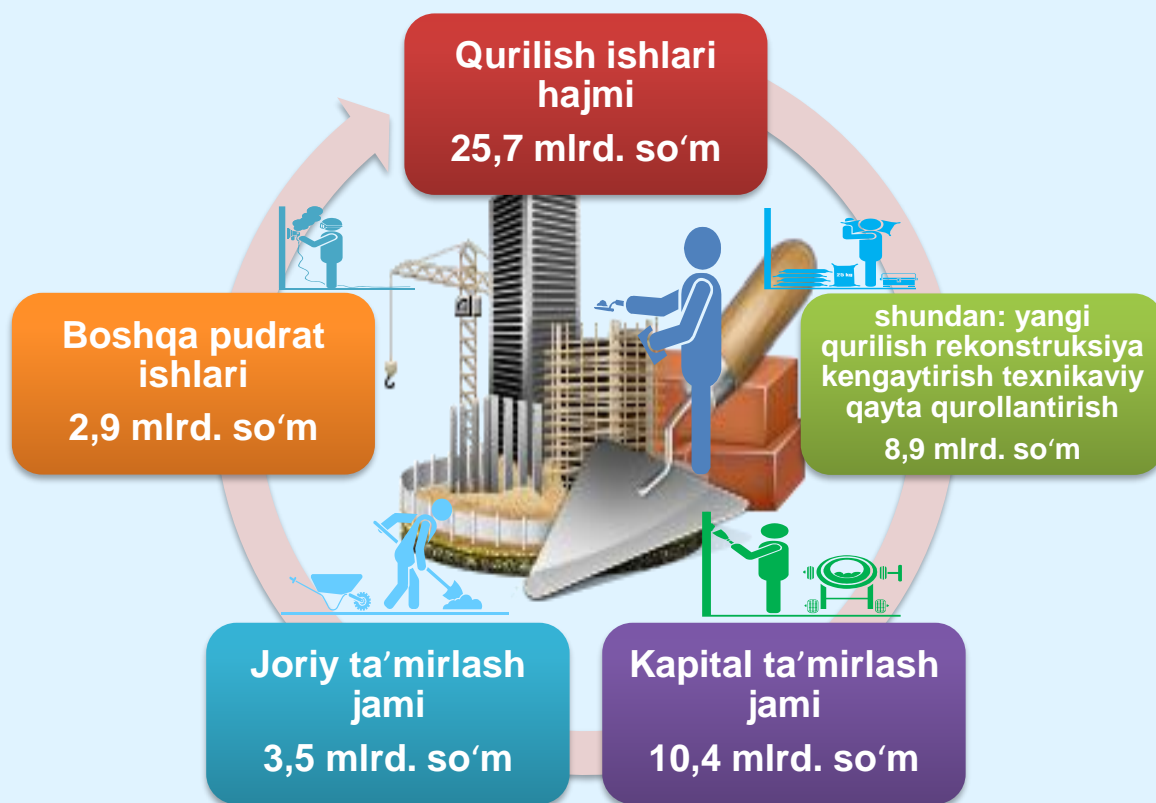 Qurilish ishlari
hajmi
25,7 mlrd. so‘m
shundan: yangi
qurilish rekonstruksiya
kengaytirish texnikaviy
qayta qurollantirish
8,9 mlrd. so‘m
Kapital ta’mirlash
jami
10,4 mlrd. so‘m
Joriy ta’mirlash
jami
3,5 mlrd. so‘m
Boshqa pudrat
ishlari
2,9 mlrd. so‘m